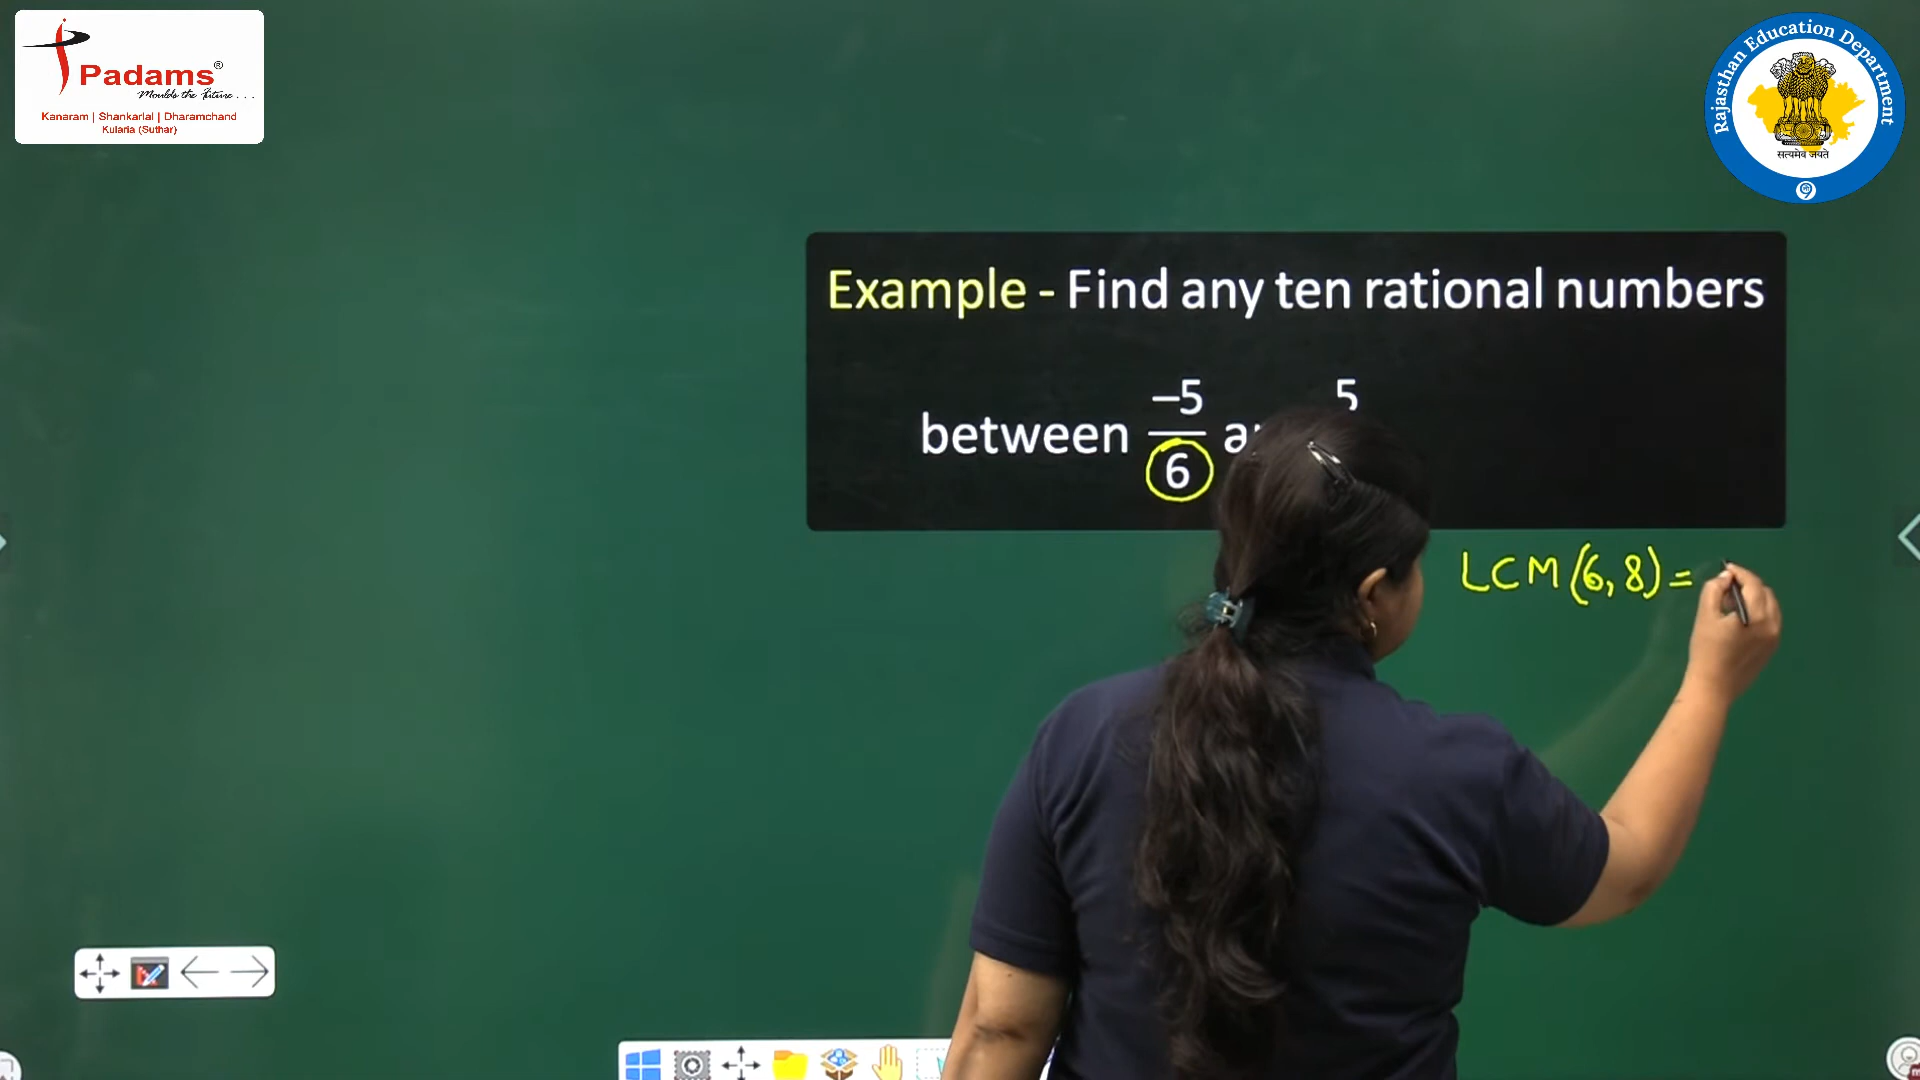 Padams®
Moulds the Future . . .
Kanaram | Shankarlal | Dharamchand
Kularia (Suthar)
Rajasthan Education Department
सत्यमेव जयते
Example - Find any ten rational numbers
between –5/6 5
LCM(6,8)=